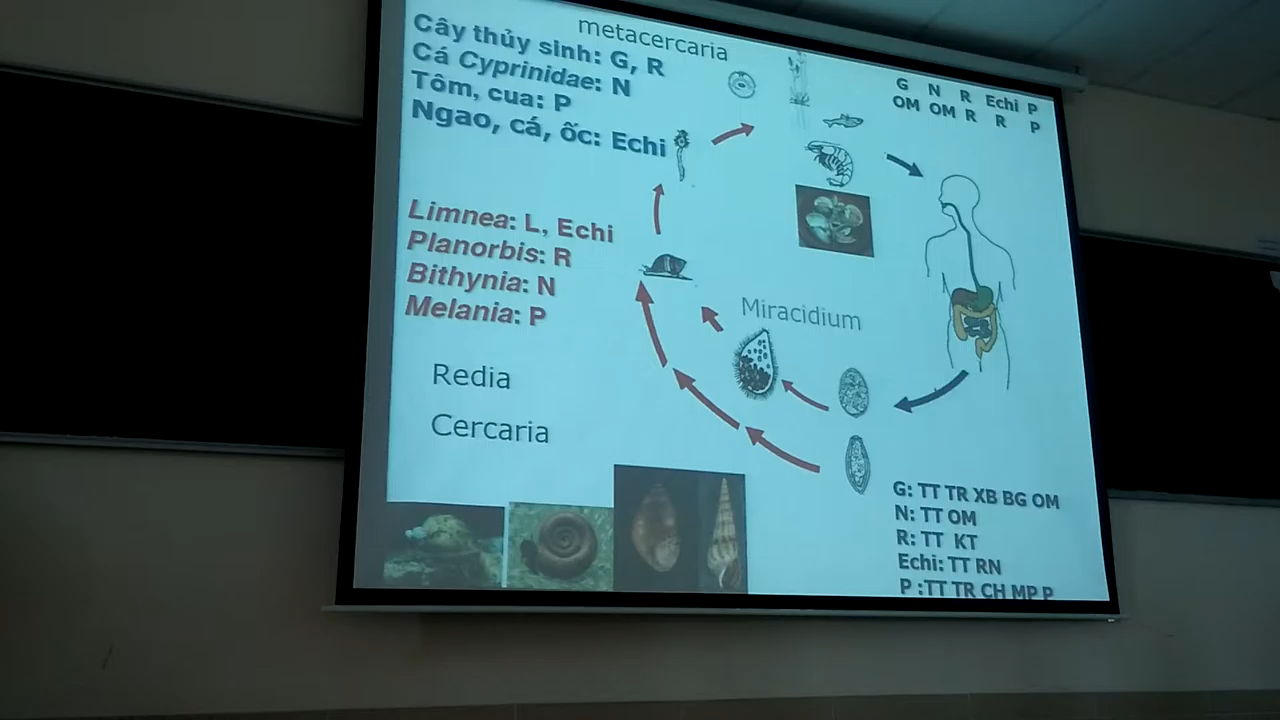 metacercaria
Cây thủy sinh: G, R
Cá Cyprinidae: N
Tôm, cua: P
Ngao, cá, ốc: Echi
G N R Echi P
OM OM R R P
Limnea: L, Echi
Planorbis: R
Bithynia: N
Melania: P
Miracidium
Redia
Cercaria
G: TT TR XB BG OM
N: TT OM
R: TT KT
Echi: TT RN
P :TT TR CH MP P